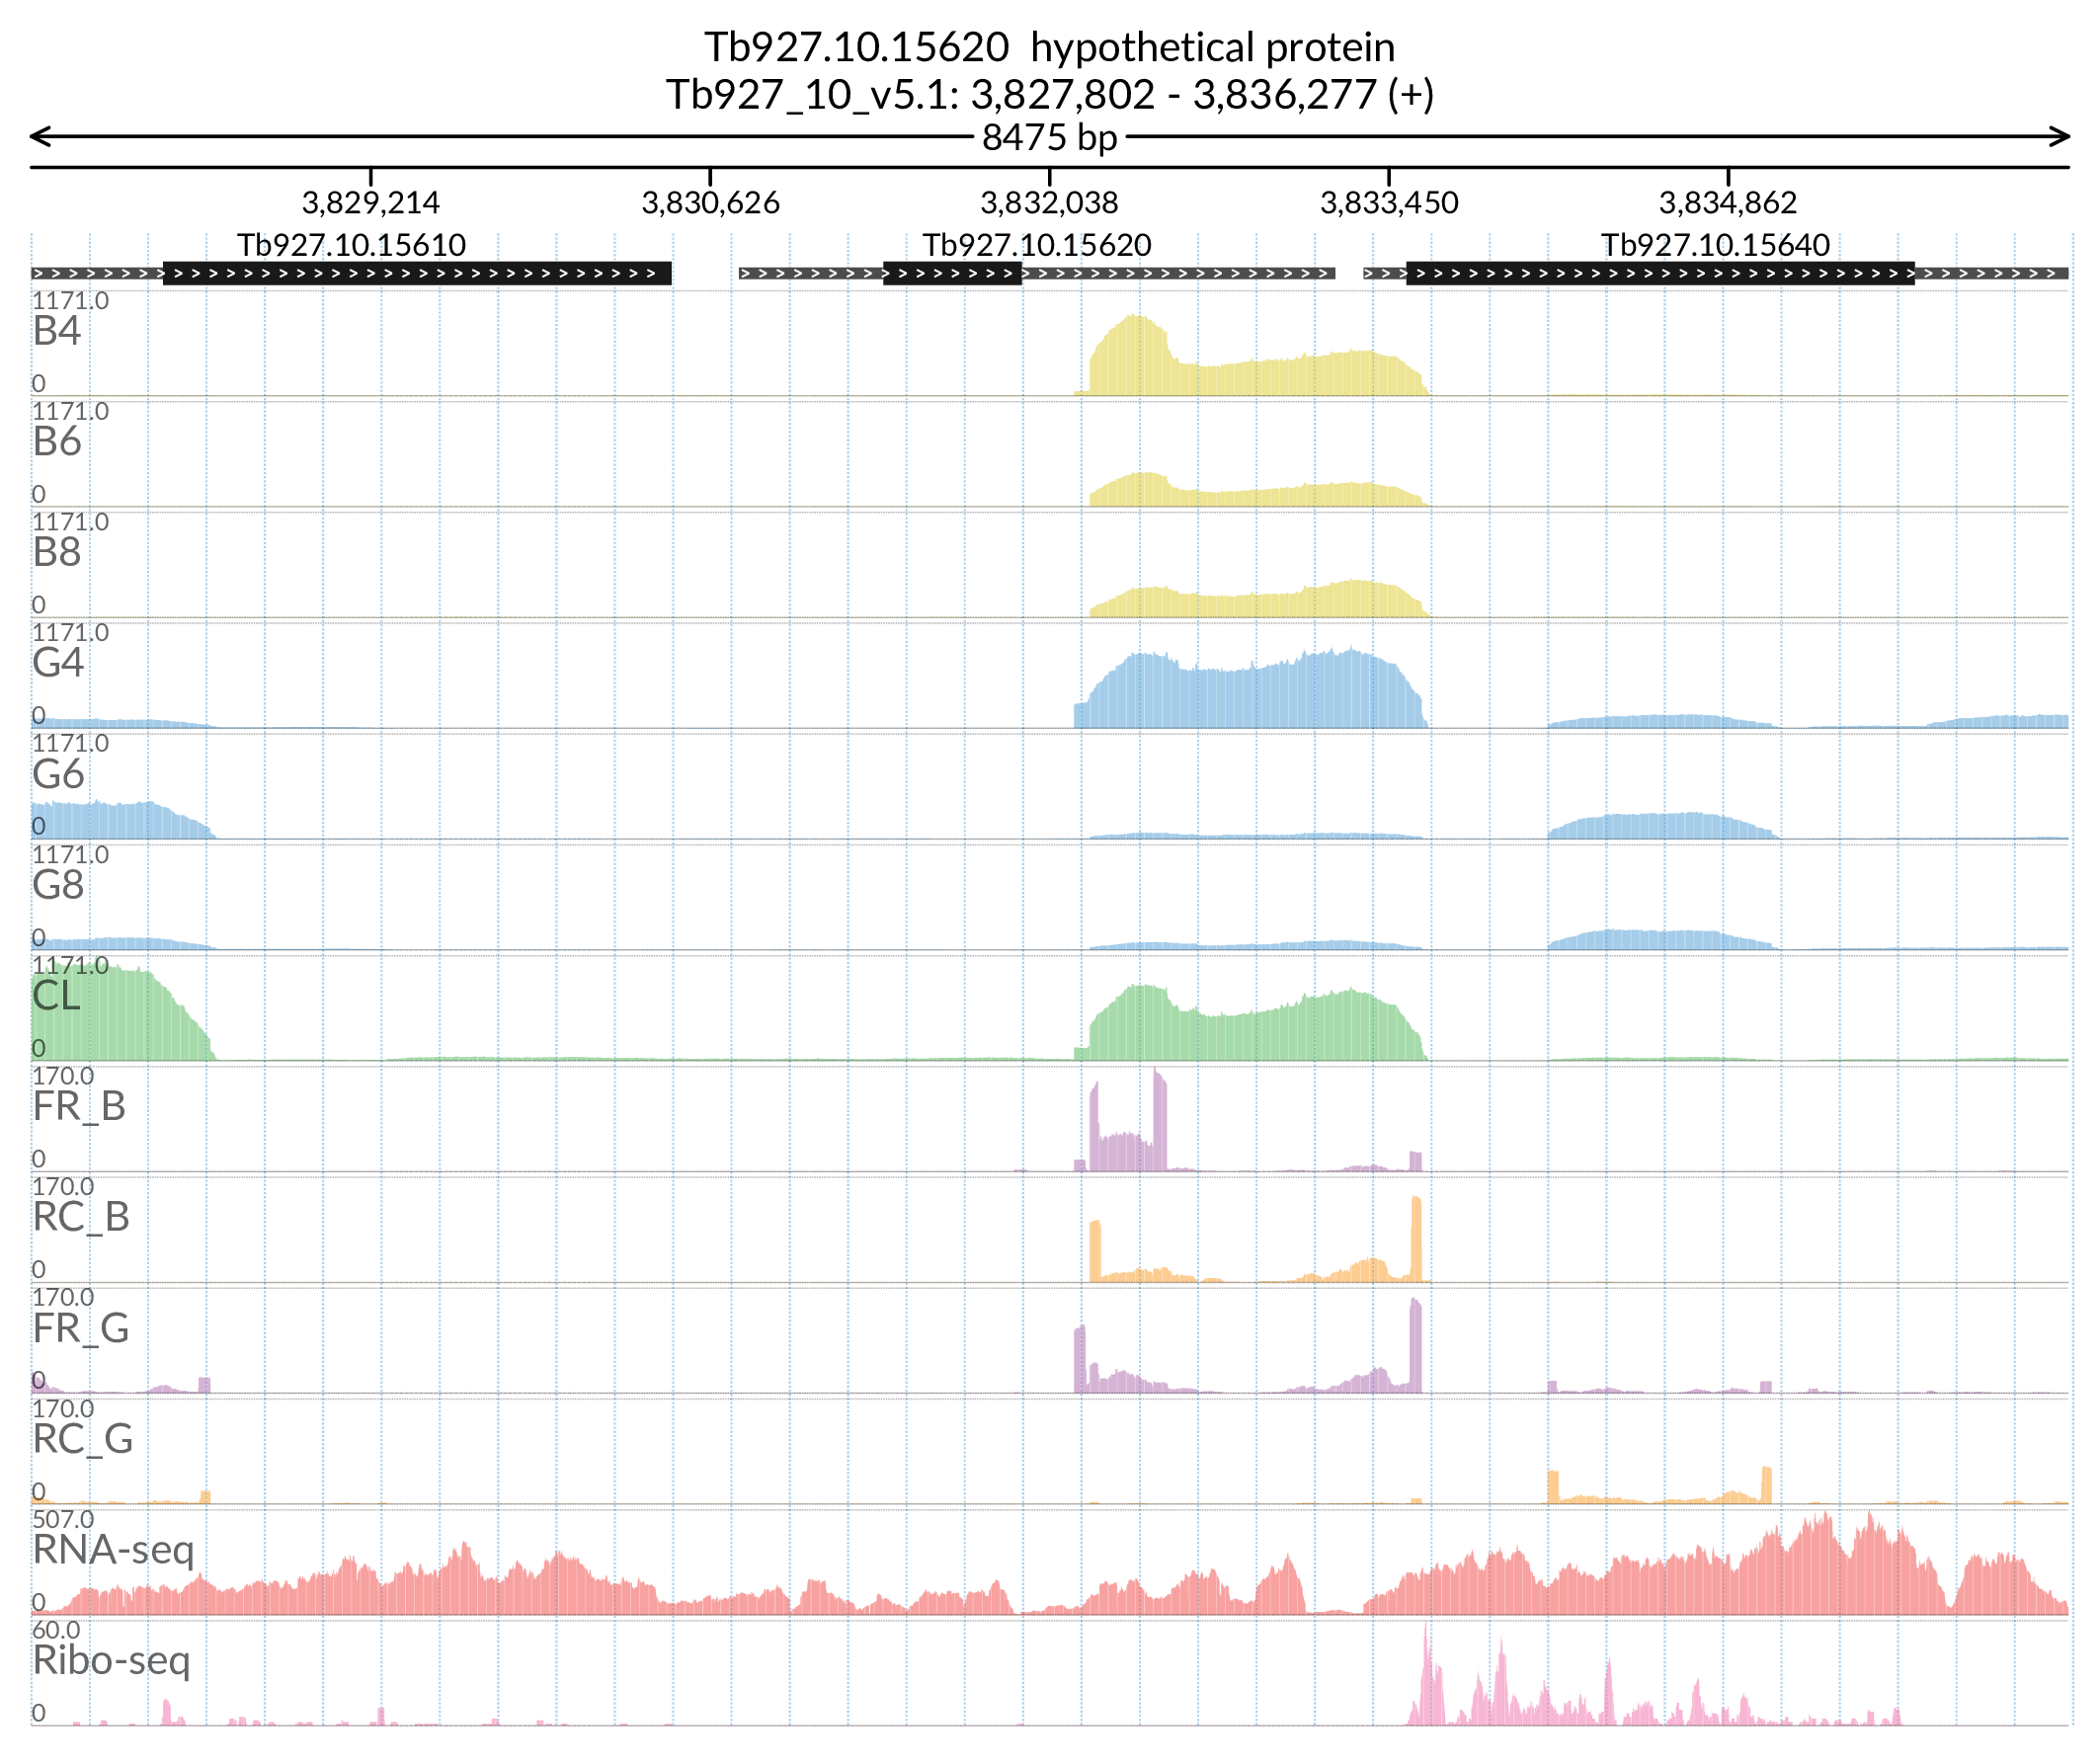 Tb927.10.15620 hypothetical protein
Tb927_10_v5.1: 3,827,802 - 3,836,277 (+)
8475 bp
3,829,214 3,830,626 3,832,038 3,833,450 3,834,862
Tb927.10.15610 Tb927.10.15620 Tb927.10.15640
1171.0
B4
0
1171.0
B6
0
1171.0
B8
0
1171.0
G4
0
1171.0
G6
0
1171.0
G8
0
1171.0
CL
0
170.0
FR_B
0
170.0
RC_B
0
170.0
FR_G
0
170.0
RC_G
0
507.0
RNA-seq
0
60.0
Ribo-seq
0